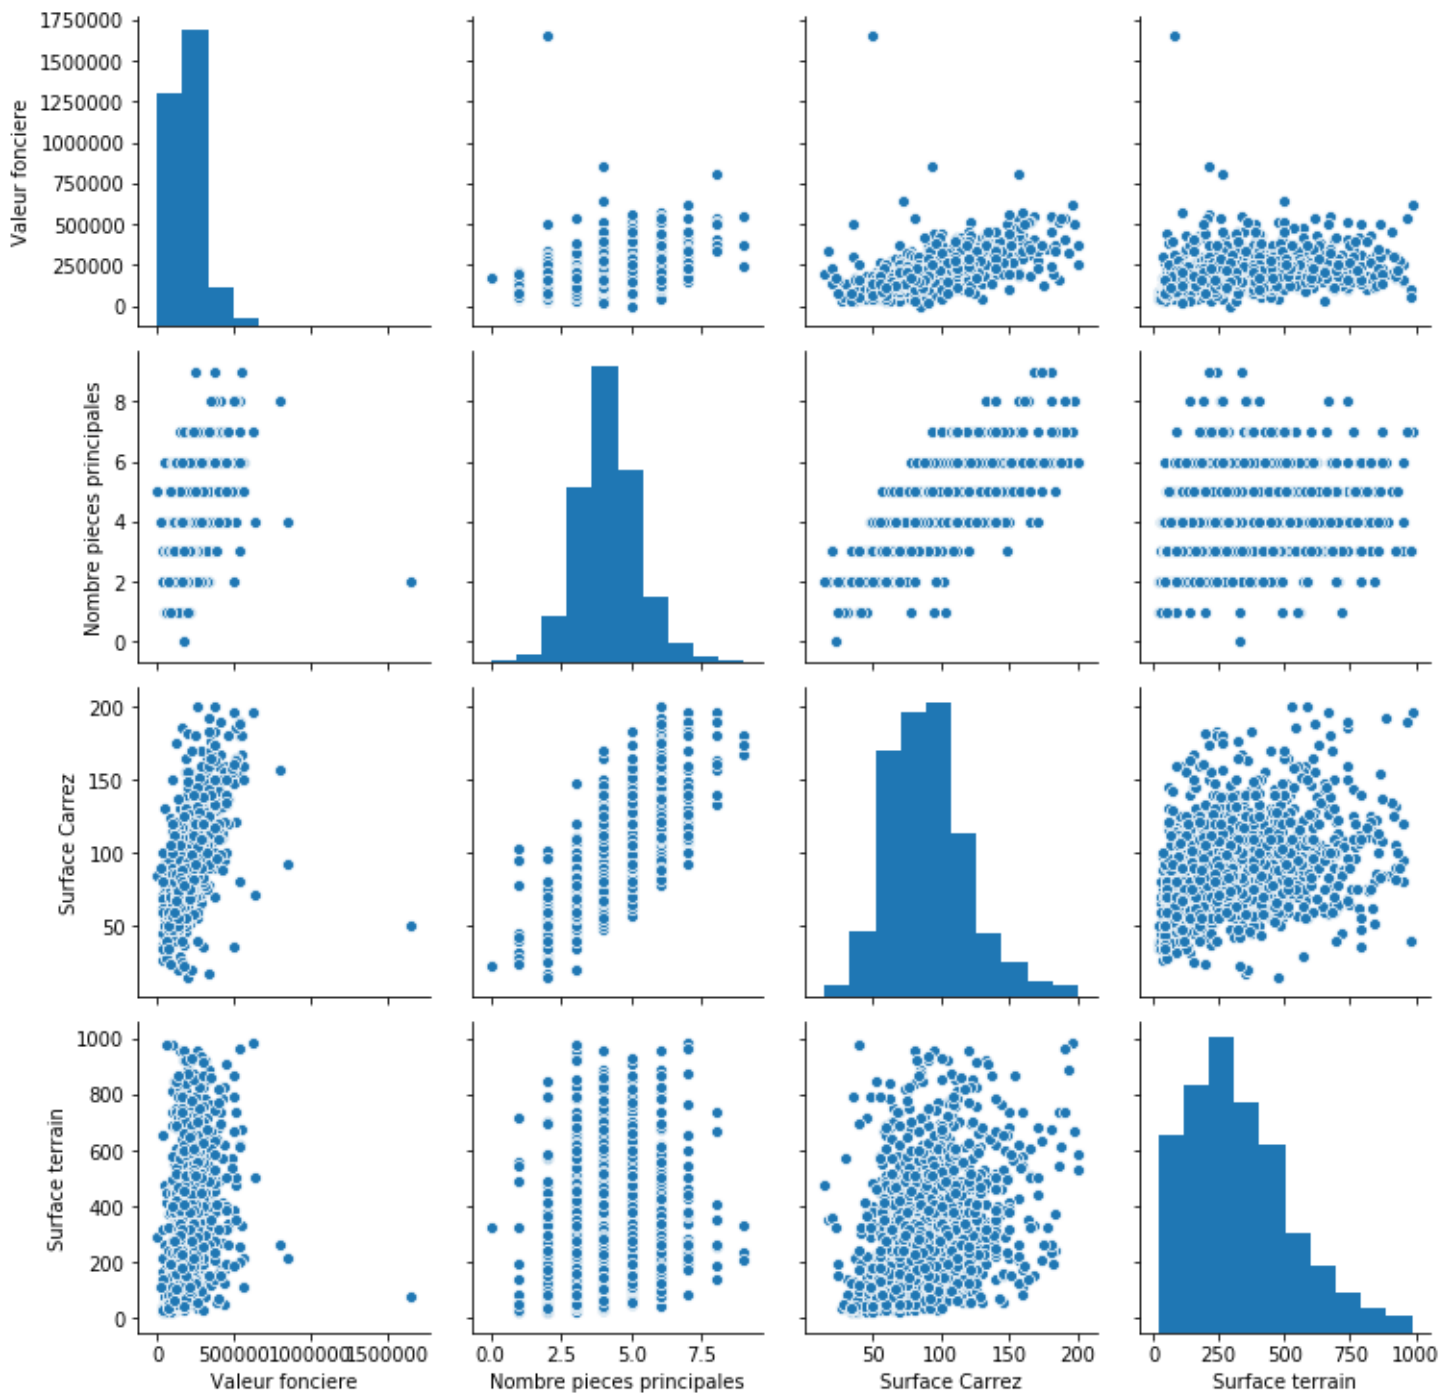 1750000
1500000
1250000
1000000
750000
500000
250000
0
Valeur fonciere
8
6
4
2
0
Nombre pieces principales
200
150
100
50
Surface Carrez
1000
800
600
400
200
0
Surface terrain
0 500000 1000000 1500000
Valeur fonciere
0.0 2.5 5.0 7.5
Nombre pieces principales
50 100 150 200
Surface Carrez
0 250 500 750 1000
Surface terrain